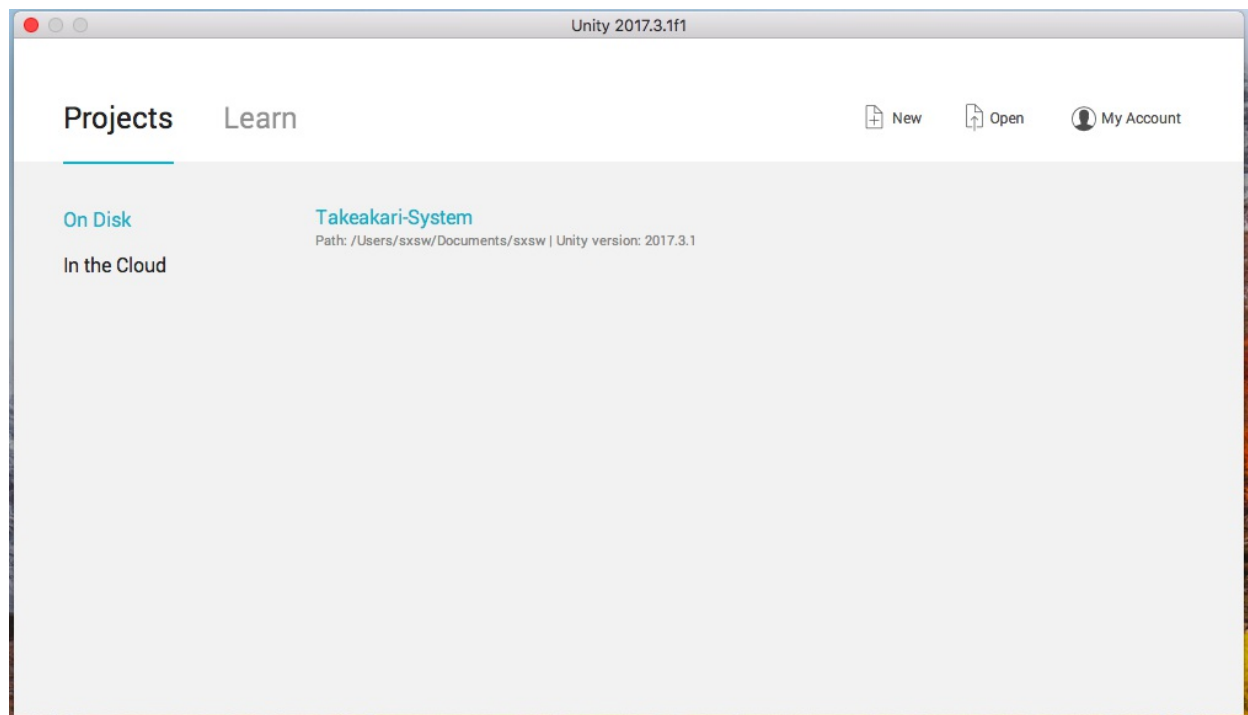 Unity 2017.3.1f1
Projects
Learn
New
Open
My Account
On Disk
In the Cloud
Takeakari-System
Path: /Users/sxsw/Documents/sxsw | Unity version: 2017.3.1